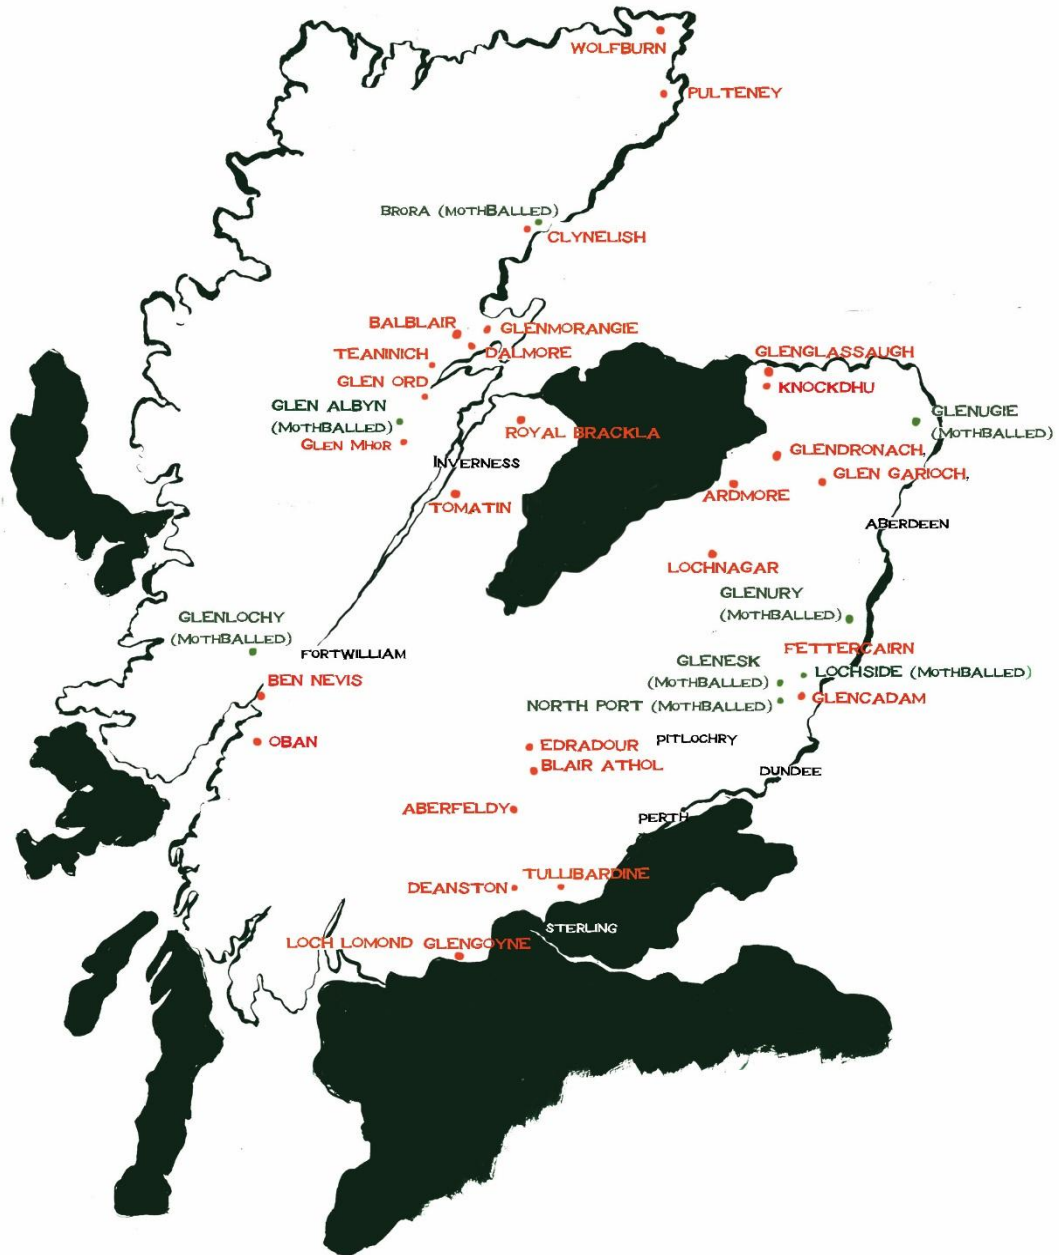 WOLFBURN
PULTENEY
BRORA (MOTHBALLED)
CLYNELISH
BALBLAIR
GLENMORANGIE
TEANINICH
DALMORE
GLEN ORD
GLENGLASSAUGH
KNOCKDHU
GLEN ALBYN
(MOTHBALLED)
GLEN MHOR
ROYAL BRACKLA
GLENUGIE
(MOTHBALLED)
INVERNESS
GLENDRONACH,
GLEN GARIOCH,
TOMATIN
ARDMORE
ABERDEEN
LOCHNAGAR
GLENURY
(MOTHBALLED)
GLENLOCHY
(MOTHBALLED)
FORTWILLIAM
FETTERCAIRN
GLENESK
(MOTHBALLED)
LOCHSIDE (MOTHBALLED)
BEN NEVIS
NORTH PORT (MOTHBALLED)
GLENCADAM
OBAN
EDRADOUR
PITLOCHRY
BLAIR ATHOL
DUNDEE
ABERFELDY
PERTH
DEANSTON
TULLIBARDINE
STERLING
LOCH LOMOND
GLENGOYNE